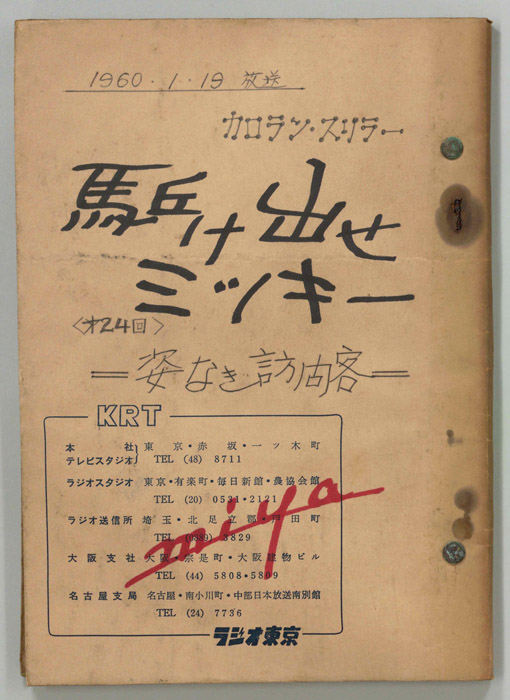 1960・1・19 放送
カロラン・スリラー
駈け出せ
ミッキー
〈才24回〉
＝姿なき訪問客＝
KRT
本社 東京・赤坂・一ツ木町
テレビスタジオ TEL (48) 8711
ラジオスタジオ 東京・有楽町・毎日新館・農協会館
TEL (20) 0531・2121
ラジオ送信所 埼玉・北足立郡・戸田町
TEL (0889) 3829
大阪支社 大阪・宗是町・大阪建物ビル
TEL (44) 5808・5809
名古屋支局 名古屋・南小川町・中部日本放送南別館
TEL (24) 7736
miya
ラジオ東京